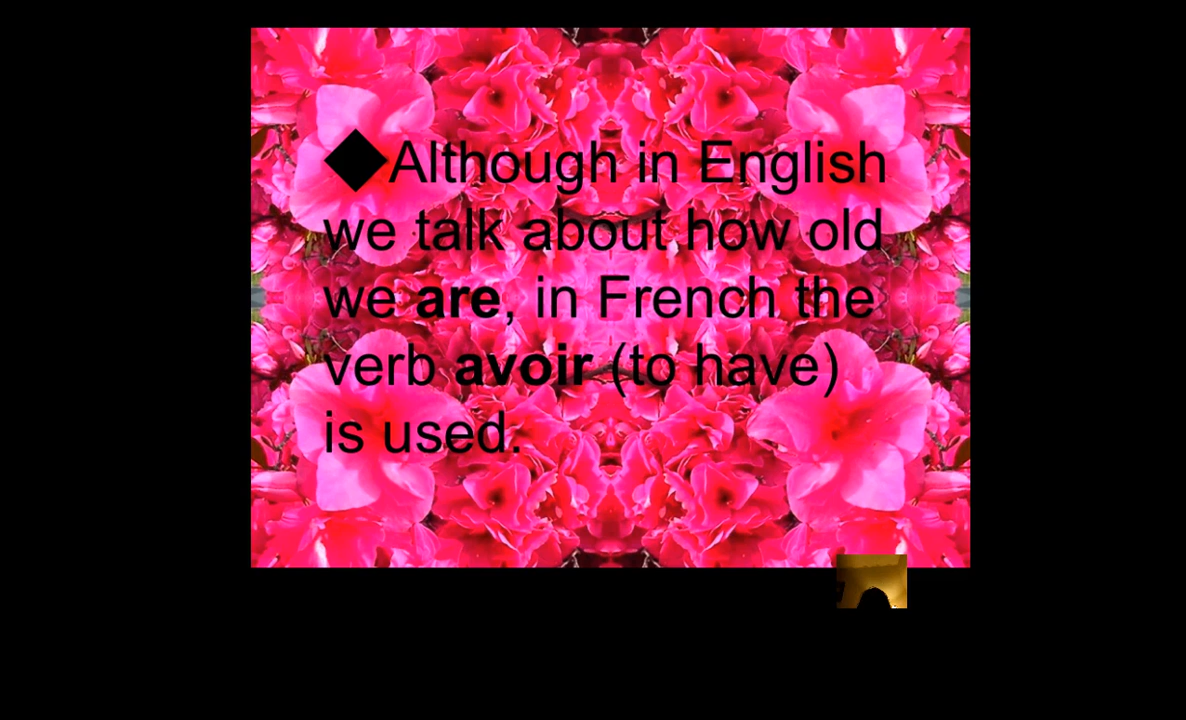 ◆Although in English
we talk about how old
we are, in French the
verb avoir (to have)
is used.